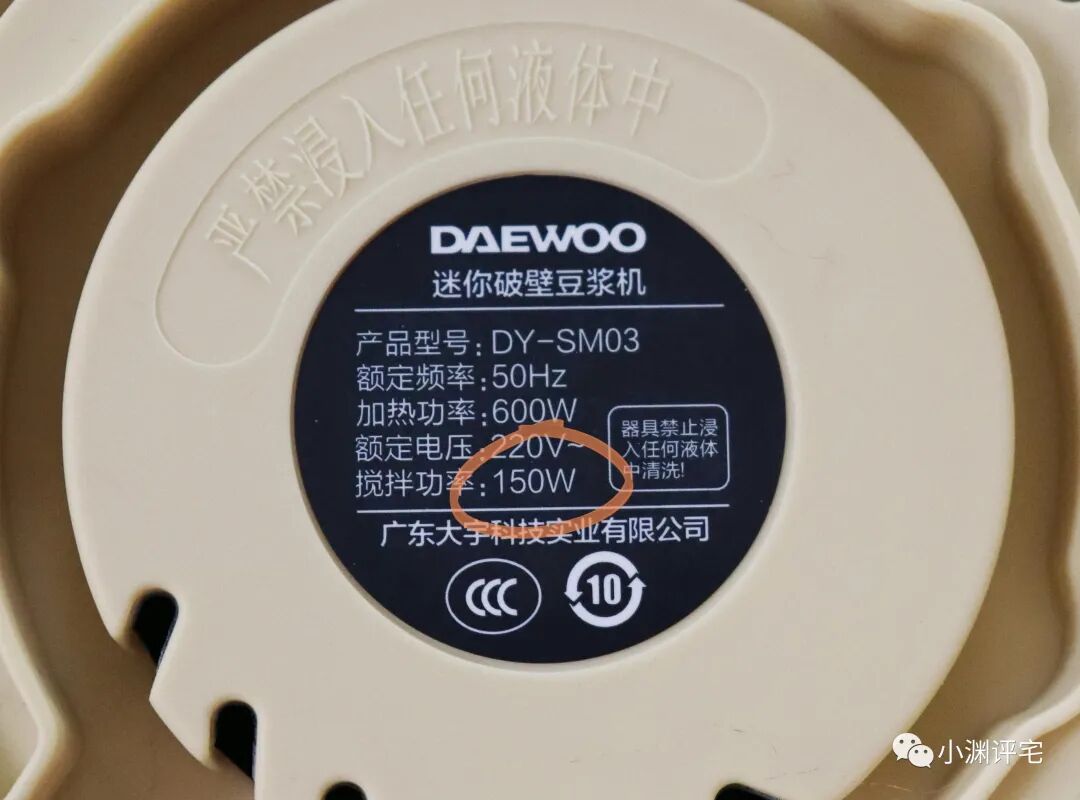 严禁浸入任何液体中
DAEWOO
迷你破壁豆浆机
产品型号:DY-SM03
额定频率:50Hz
加热功率:600W
额定电压:220V~
搅拌功率:150W
器具禁止浸
入任何液体
中清洗!
广东大宇科技实业有限公司
CCC
10
小渊评宅